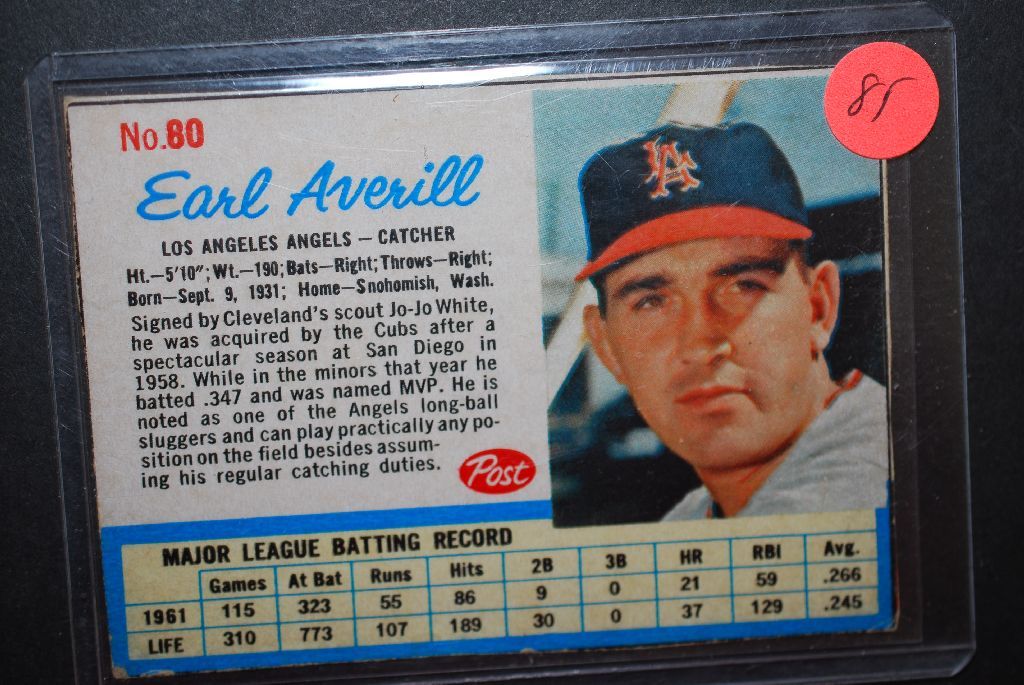 No.80
Earl Averill
LOS ANGELES ANGELS – CATCHER
Ht.–5'10"; Wt.–190; Bats–Right; Throws–Right;
Born–Sept. 9, 1931; Home–Snohomish, Wash.
Signed by Cleveland's scout Jo-Jo White,
he was acquired by the Cubs after a
spectacular season at San Diego in
1958. While in the minors that year he
batted .347 and was named MVP. He is
noted as one of the Angels long-ball
sluggers and can play practically any po-
sition on the field besides assum-
ing his regular catching duties.
Post
LA
MAJOR LEAGUE BATTING RECORD
Games At Bat Runs Hits 2B 3B HR RBI Avg.
1961 115 323 55 86 9 0 21 59 .266
LIFE 310 773 107 189 30 0 37 129 .245